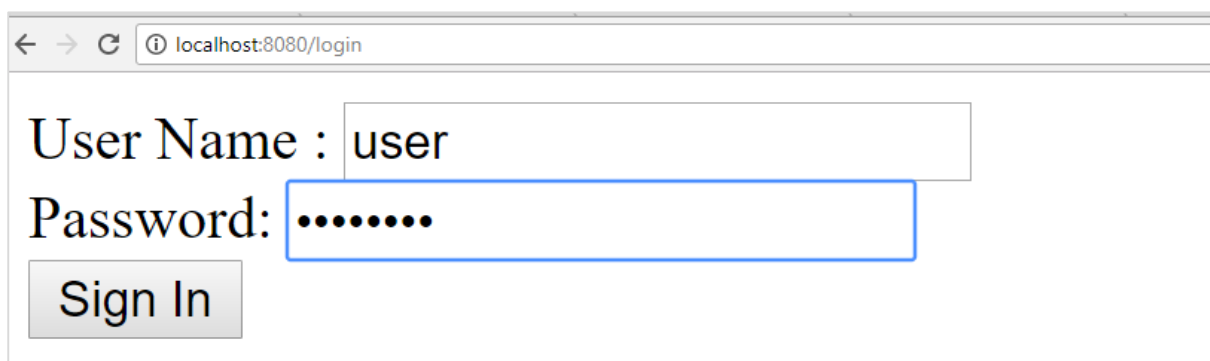 localhost:8080/login
User Name : user
Password: ••••••••
Sign In